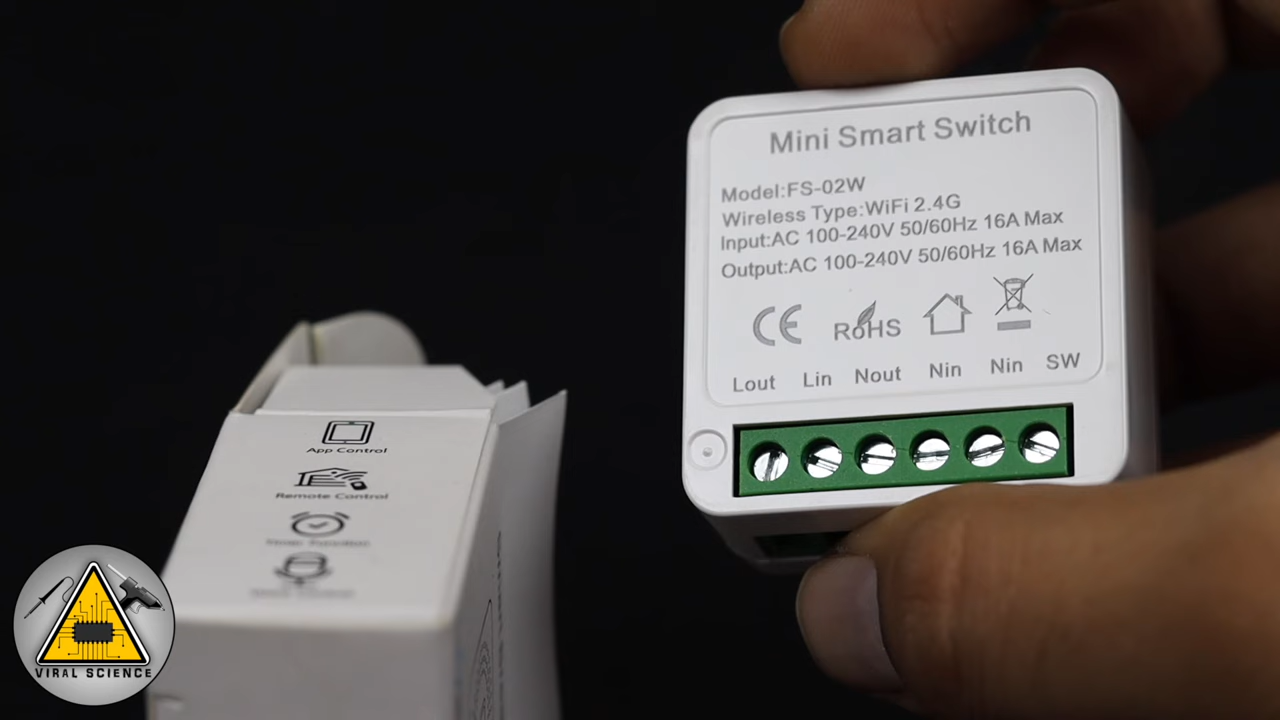 Mini Smart Switch
Model:FS-02W
Wireless Type:WiFi 2.4G
Input:AC 100-240V 50/60Hz 16A Max
Output:AC 100-240V 50/60Hz 16A Max
CE RoHS
Lout Lin Nout Nin Nin SW
App Control
Remote Control
Timer Function
VIRAL SCIENCE